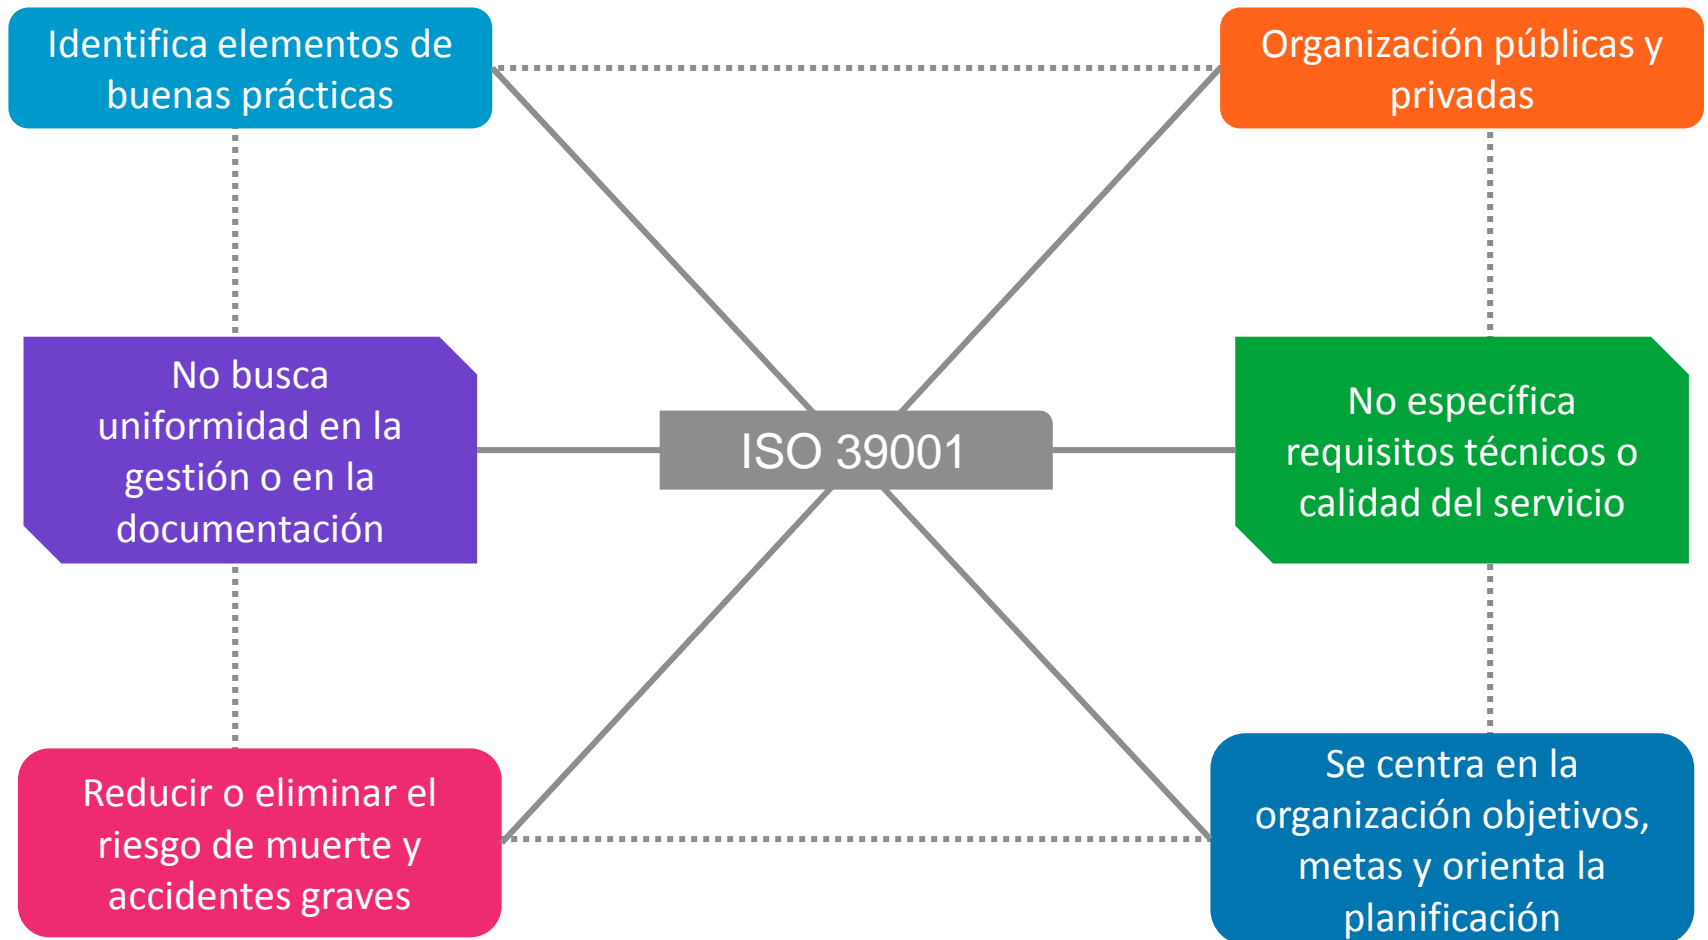 Identifica elementos de
buenas prácticas
Organización públicas y
privadas
No busca
uniformidad en la
gestión o en la
documentación
ISO 39001
No específica
requisitos técnicos o
calidad del servicio
Reducir o eliminar el
riesgo de muerte y
accidentes graves
Se centra en la
organización objetivos,
metas y orienta la
planificación